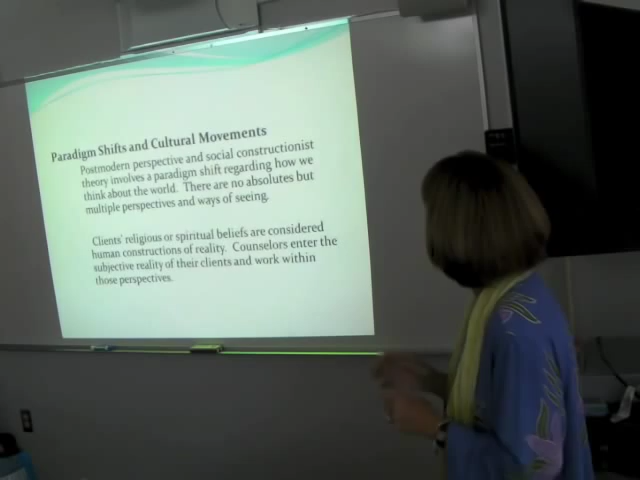 Paradigm Shifts and Cultural Movements
Postmodern perspective and social constructionist
theory involves a paradigm shift regarding how we
think about the world. There are no absolutes but
multiple perspectives and ways of seeing.
Clients' religious or spiritual beliefs are considered
human constructions of reality. Counselors enter the
subjective reality of their clients and work within
those perspectives.